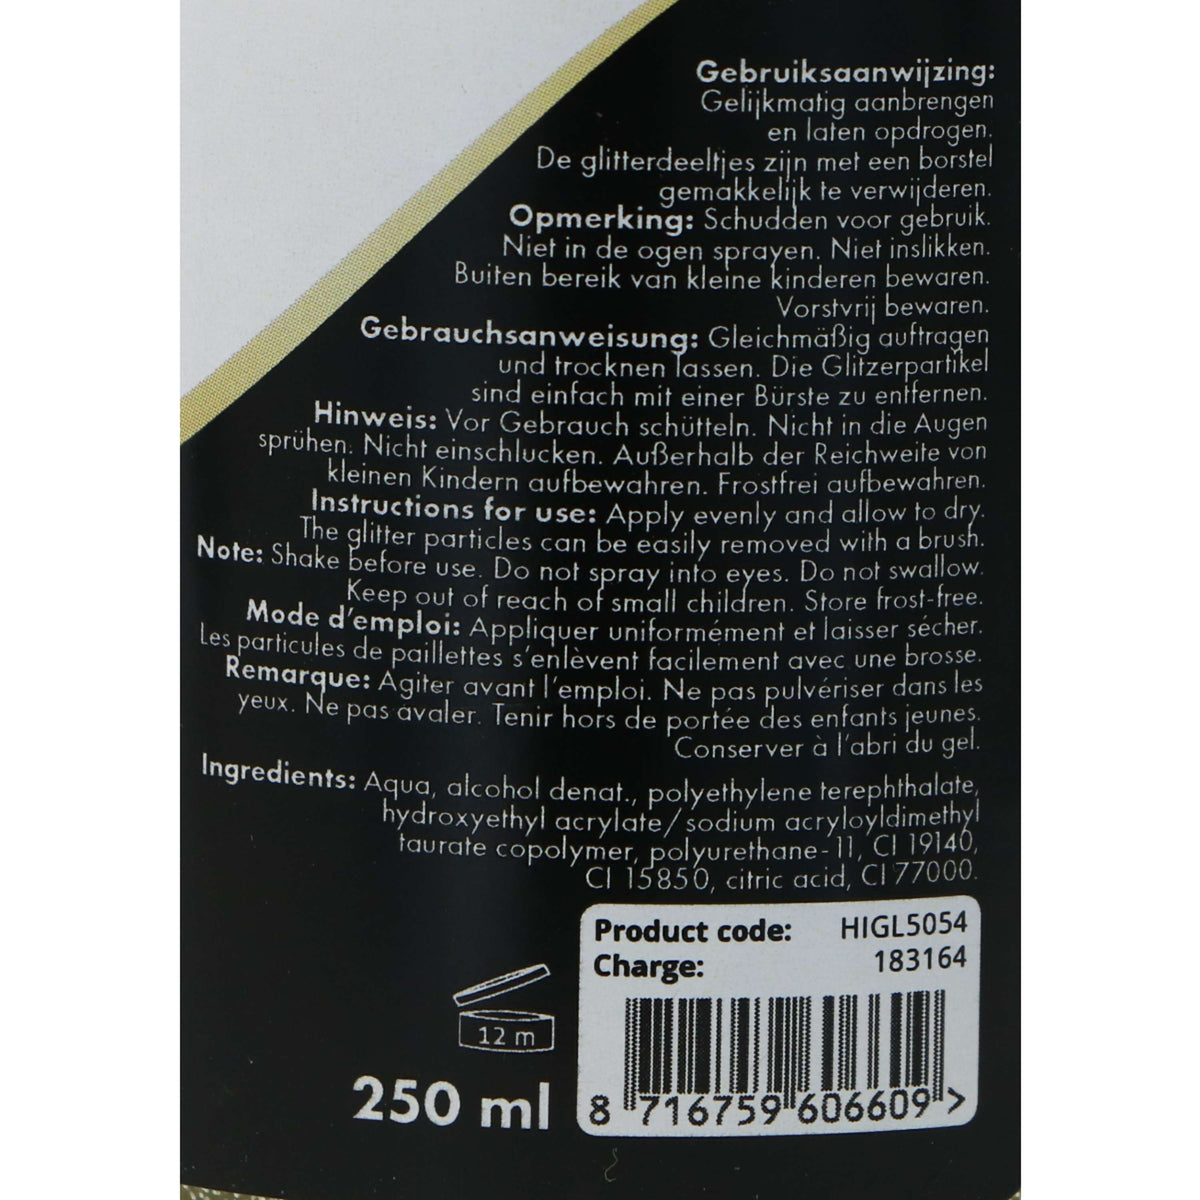 Gebruiksaanwijzing:
Gelijkmatig aanbrengen
en laten opdrogen.
De glitterdeeltjes zijn met een borstel
gemakkelijk te verwijderen.
Opmerking: Schudden voor gebruik.
Niet in de ogen sprayen. Niet inslikken.
Buiten bereik van kleine kinderen bewaren.
Vorstvrij bewaren.
Gebrauchsanweisung: Gleichmäßig auftragen
und trocknen lassen. Die Glitzerpartikel
sind einfach mit einer Bürste zu entfernen.
Hinweis: Vor Gebrauch schütteln. Nicht in die Augen
sprühen. Nicht einschlucken. Außerhalb der Reichweite von
kleinen Kindern aufbewahren. Frostfrei aufbewahren.
Instructions for use: Apply evenly and allow to dry.
The glitter particles can be easily removed with a brush.
Note: Shake before use. Do not spray into eyes. Do not swallow.
Keep out of reach of small children. Store frost-free.
Mode d'emploi: Appliquer uniformément et laisser sécher.
Les particules de paillettes s'enlèvent facilement avec une brosse.
Remarque: Agiter avant l'emploi. Ne pas pulvériser dans les
yeux. Ne pas avaler. Tenir hors de portée des enfants jeunes.
Conserver à l'abri du gel.
Ingredients: Aqua, alcohol denat., polyethylene terephthalate,
hydroxyethyl acrylate/sodium acryloyldimethyl
taurate copolymer, polyurethane-11, CI 19140,
CI 15850, citric acid, CI 77000.
Product code: HIGL5054
Charge: 183164
12 m
250 ml
8 716759 606609 >